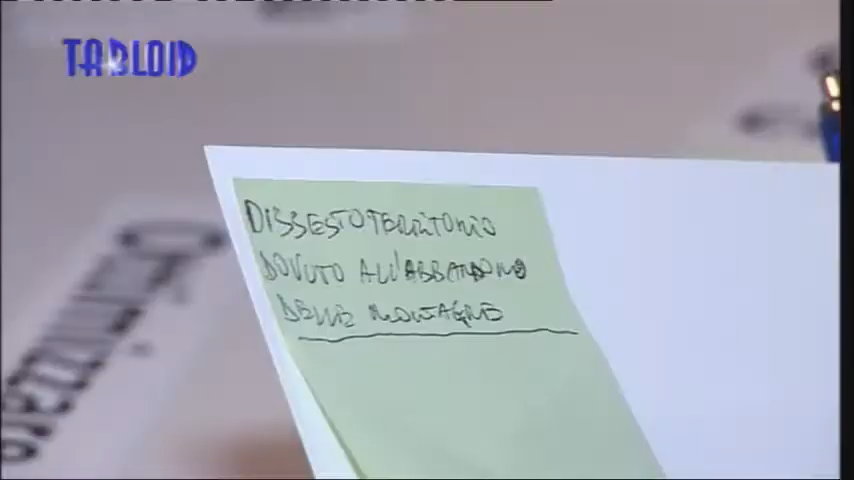 TABLOID
DISSESTO TERRITORIO
DOVUTO ALL'ABBANDONO
DELLE MONTAGNE